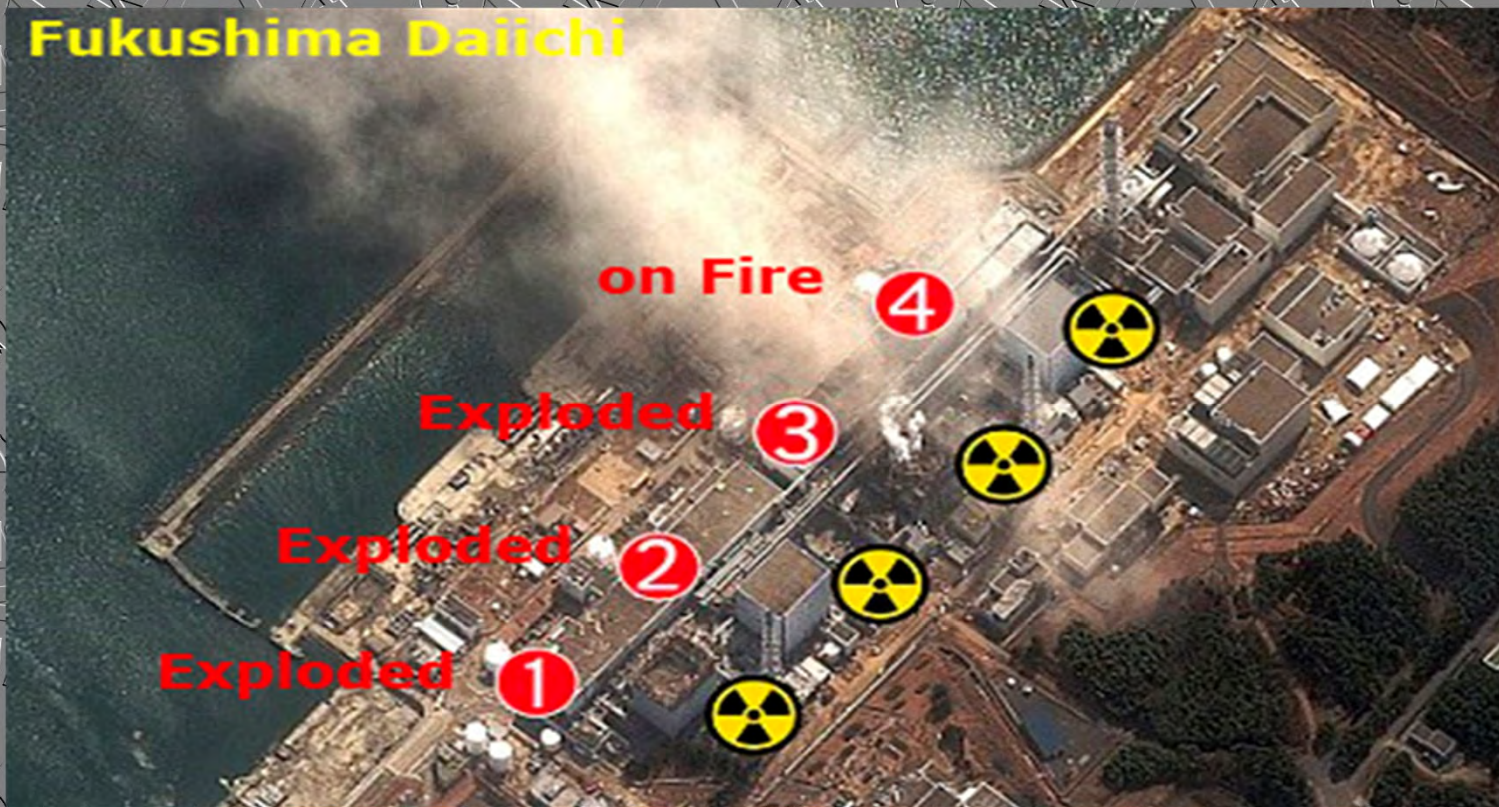 Fukushima Daiichi
on Fire 4
Exploded 3
Exploded 2
Exploded 1